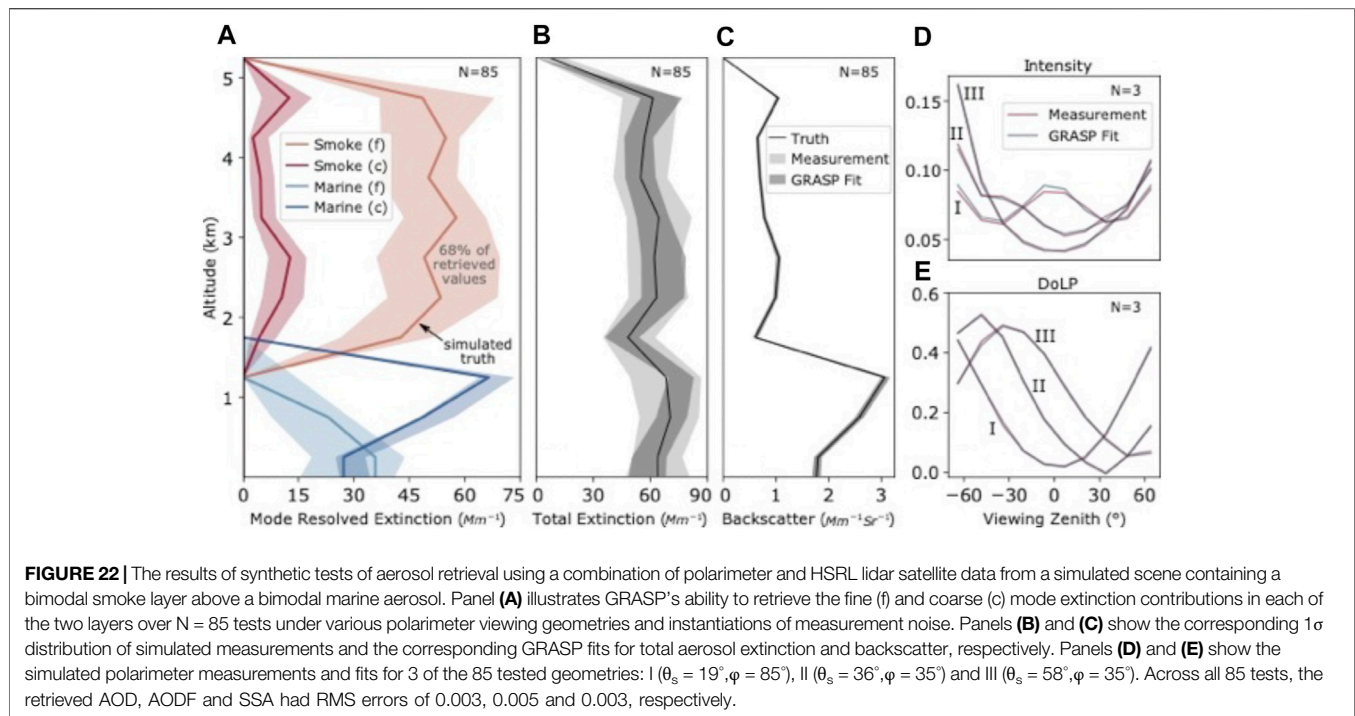 A
B
C
D
E
5
4
3
2
1
Altitude (km)
N=85
Smoke (f)
Smoke (c)
Marine (f)
Marine (c)
68% of
retrieved
values
simulated
truth
0 15 30 45 60 75
Mode Resolved Extinction (Mm⁻¹)
N=85
0 30 60 90
Total Extinction (Mm⁻¹)
N=85
Truth
Measurement
GRASP Fit
0 1 2 3
Backscatter (Mm⁻¹Sr⁻¹)
Intensity
N=3
0.15
0.10
0.05
III
II
I
Measurement
GRASP Fit
DoLP
N=3
0.6
0.4
0.2
0.0
III
II
I
−60 −30 0 30 60
Viewing Zenith (°)
FIGURE 22 | The results of synthetic tests of aerosol retrieval using a combination of polarimeter and HSRL lidar satellite data from a simulated scene containing a
bimodal smoke layer above a bimodal marine aerosol. Panel (A) illustrates GRASP's ability to retrieve the fine (f) and coarse (c) mode extinction contributions in each of
the two layers over N = 85 tests under various polarimeter viewing geometries and instantiations of measurement noise. Panels (B) and (C) show the corresponding 1σ
distribution of simulated measurements and the corresponding GRASP fits for total aerosol extinction and backscatter, respectively. Panels (D) and (E) show the
simulated polarimeter measurements and fits for 3 of the 85 tested geometries: I (θₛ = 19°,φ = 85°), II (θₛ = 36°,φ = 35°) and III (θₛ = 58°,φ = 35°). Across all 85 tests, the
retrieved AOD, AODF and SSA had RMS errors of 0.003, 0.005 and 0.003, respectively.